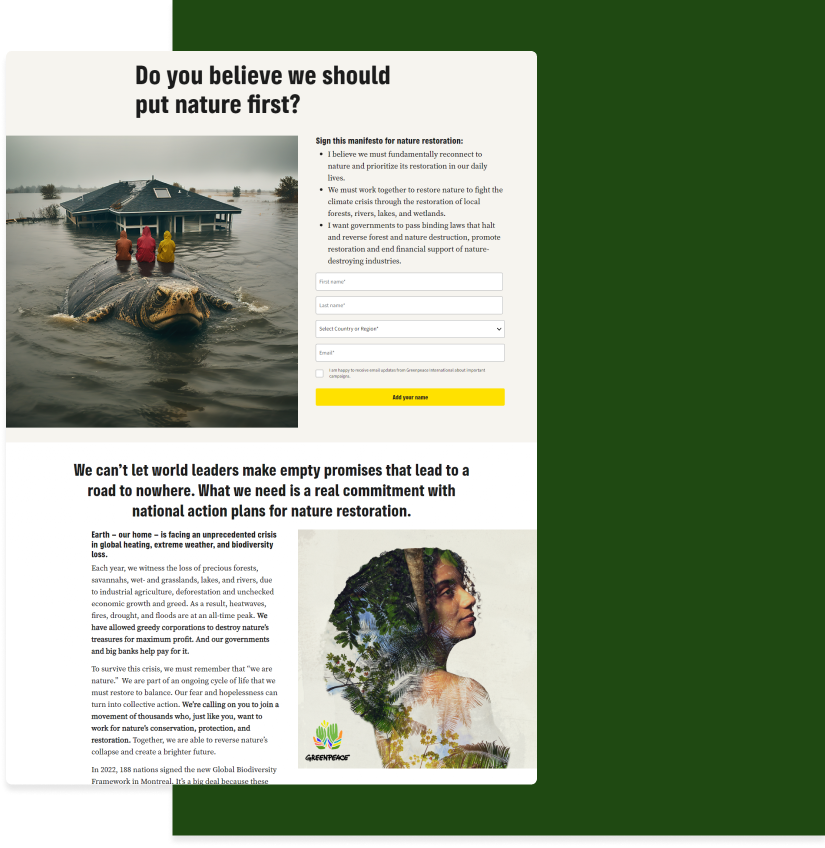 Do you believe we should
put nature first?
Sign this manifesto for nature restoration:
• I believe we must fundamentally reconnect to
nature and prioritize its restoration in our daily
lives.
• We must work together to restore nature to fight the
climate crisis through the restoration of local
forests, rivers, lakes, and wetlands.
• I want governments to pass binding laws that halt
and reverse forest and nature destruction, promote
restoration and end financial support of nature-
destroying industries.
First name*
Last name*
Select Country or Region*
Email*
I am happy to receive email updates from Greenpeace International about important
campaigns.
Add your name
We can't let world leaders make empty promises that lead to a
road to nowhere. What we need is a real commitment with
national action plans for nature restoration.
Earth – our home – is facing an unprecedented crisis
in global heating, extreme weather, and biodiversity
loss.
Each year, we witness the loss of precious forests,
savannahs, wet- and grasslands, lakes, and rivers, due
to industrial agriculture, deforestation and unchecked
economic growth and greed. As a result, heatwaves,
fires, drought, and floods are at an all-time peak. We
have allowed greedy corporations to destroy nature's
treasures for maximum profit. And our governments
and big banks help pay for it.
To survive this crisis, we must remember that "we are
nature." We are part of an ongoing cycle of life that we
must restore to balance. Our fear and hopelessness can
turn into collective action. We're calling on you to join a
movement of thousands who, just like you, want to
work for nature's conservation, protection, and
restoration. Together, we are able to reverse nature's
collapse and create a brighter future.
GREENPEACE
In 2022, 188 nations signed the new Global Biodiversity
Framework in Montreal. It's a big deal because these